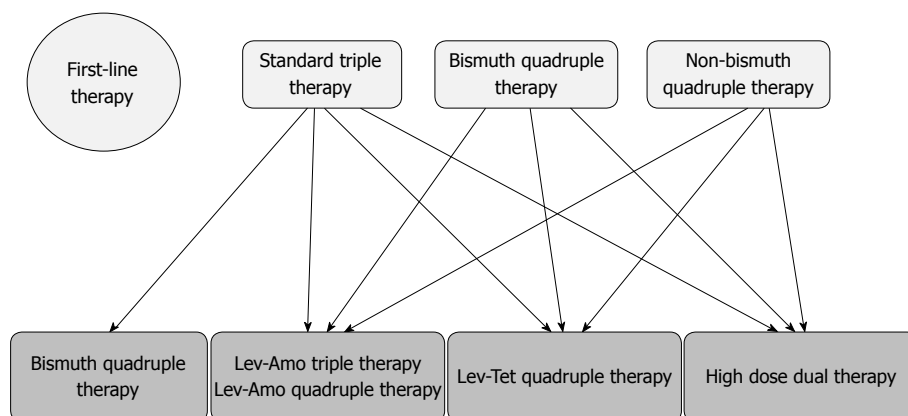 First-line
therapy
Standard triple
therapy
Bismuth quadruple
therapy
Non-bismuth
quadruple therapy
Bismuth quadruple
therapy
Lev-Amo triple therapy
Lev-Amo quadruple therapy
Lev-Tet quadruple therapy
High dose dual therapy